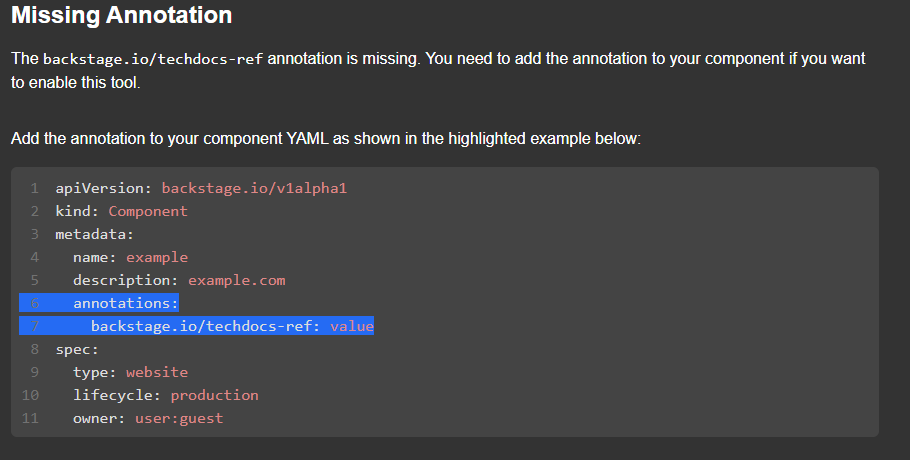 Missing Annotation
The backstage.io/techdocs-ref annotation is missing. You need to add the annotation to your component if you want
to enable this tool.
Add the annotation to your component YAML as shown in the highlighted example below:
1 apiVersion: backstage.io/v1alpha1
2 kind: Component
3 metadata:
4   name: example
5   description: example.com
6   annotations:
7     backstage.io/techdocs-ref: value
8 spec:
9   type: website
10   lifecycle: production
11   owner: user:guest